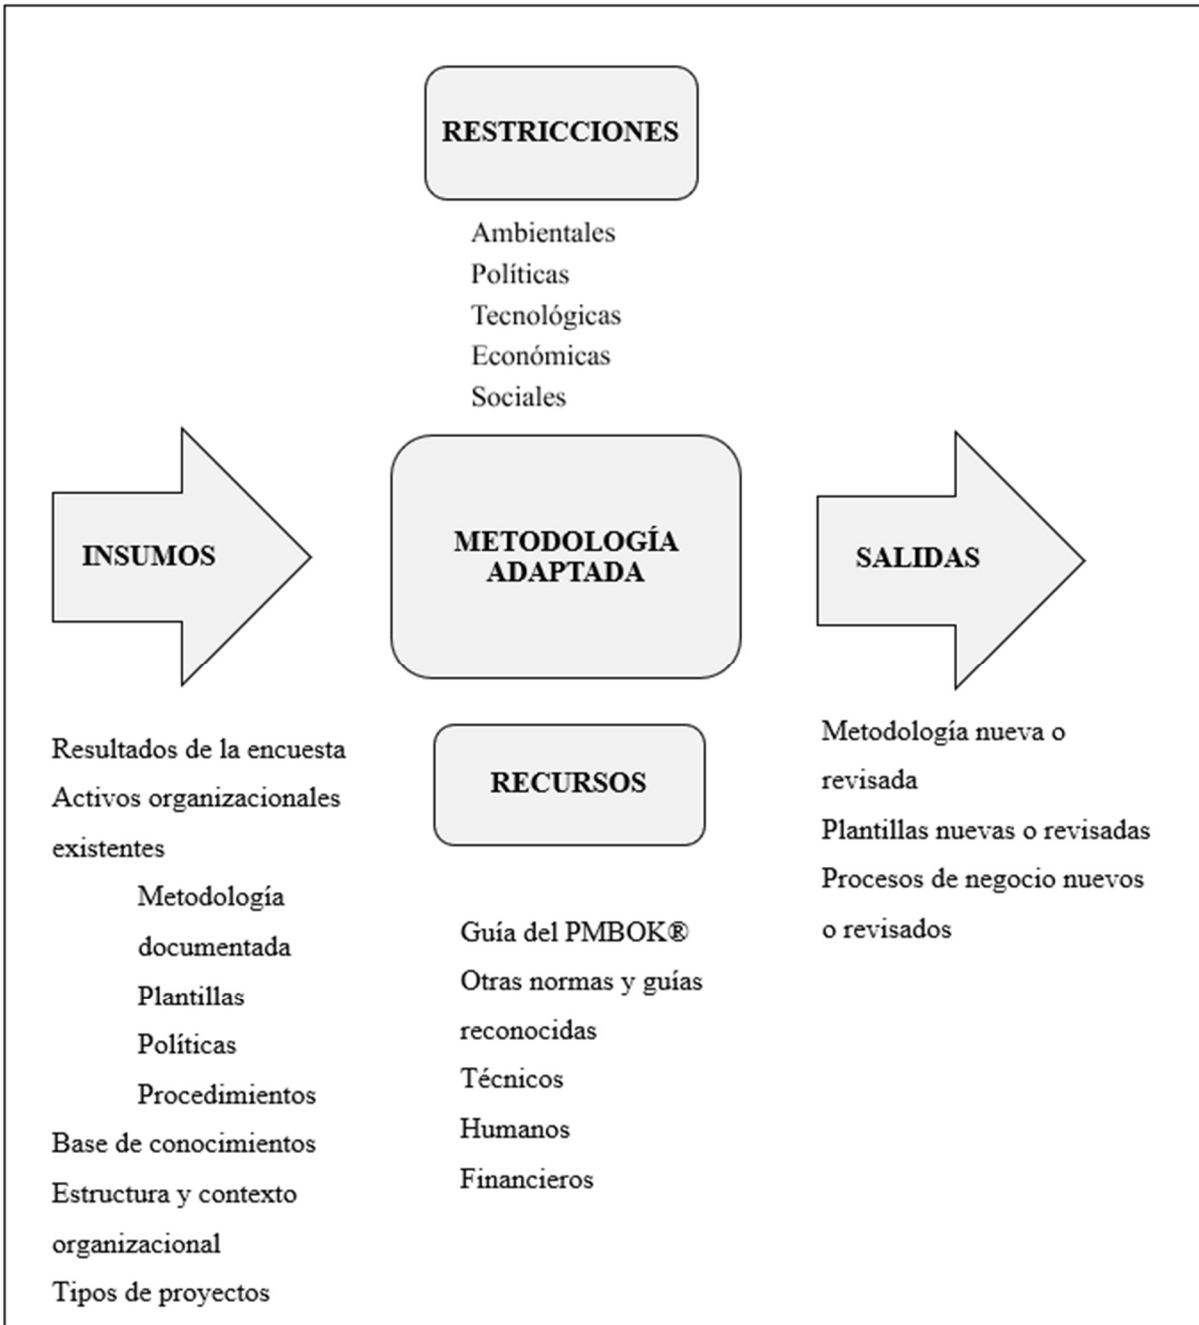 RESTRICCIONES
Ambientales
Políticas
Tecnológicas
Económicas
Sociales
INSUMOS
METODOLOGÍA
ADAPTADA
SALIDAS
Resultados de la encuesta
Activos organizacionales
existentes
Metodología
documentada
Plantillas
Políticas
Procedimientos
Base de conocimientos
Estructura y contexto
organizacional
Tipos de proyectos
RECURSOS
Guía del PMBOK®
Otras normas y guías
reconocidas
Técnicos
Humanos
Financieros
Metodología nueva o
revisada
Plantillas nuevas o revisadas
Procesos de negocio nuevos
o revisados